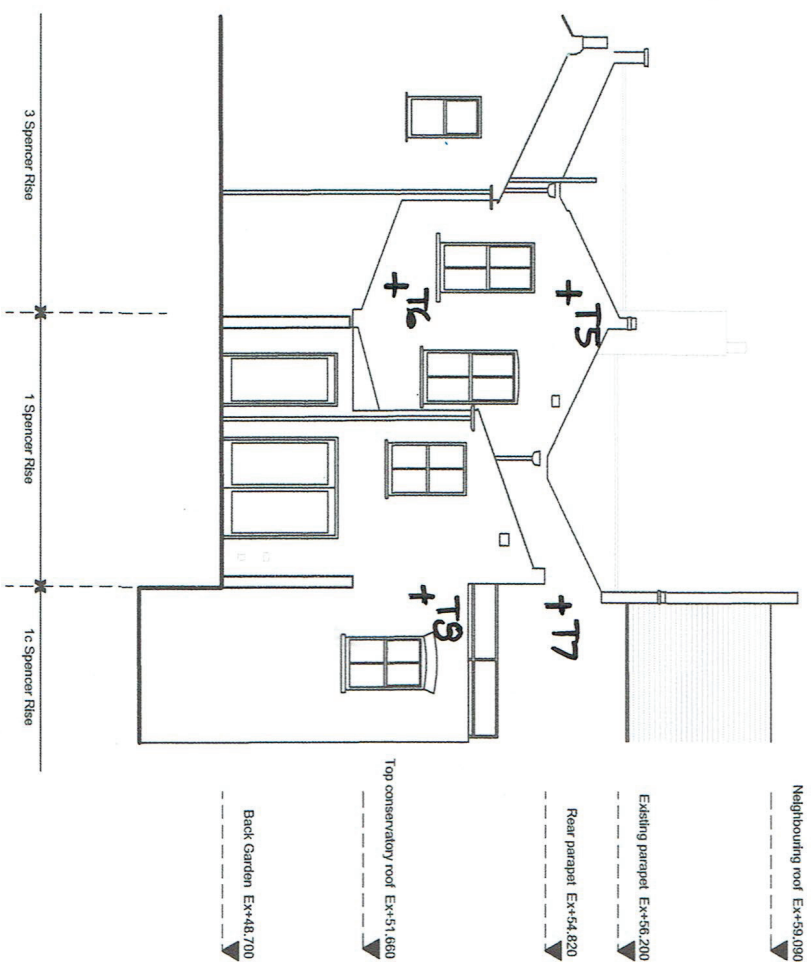 Neighbouring roof Ex+59.090
Existing parapet Ex+56.200
Rear parapet Ex+54.820
Top conservatory roof Ex+51.660
Back Garden Ex+48.700
+ T5
+ T6
+ T7
+ T8
3 Spencer Rise
1 Spencer Rise
1c Spencer Rise